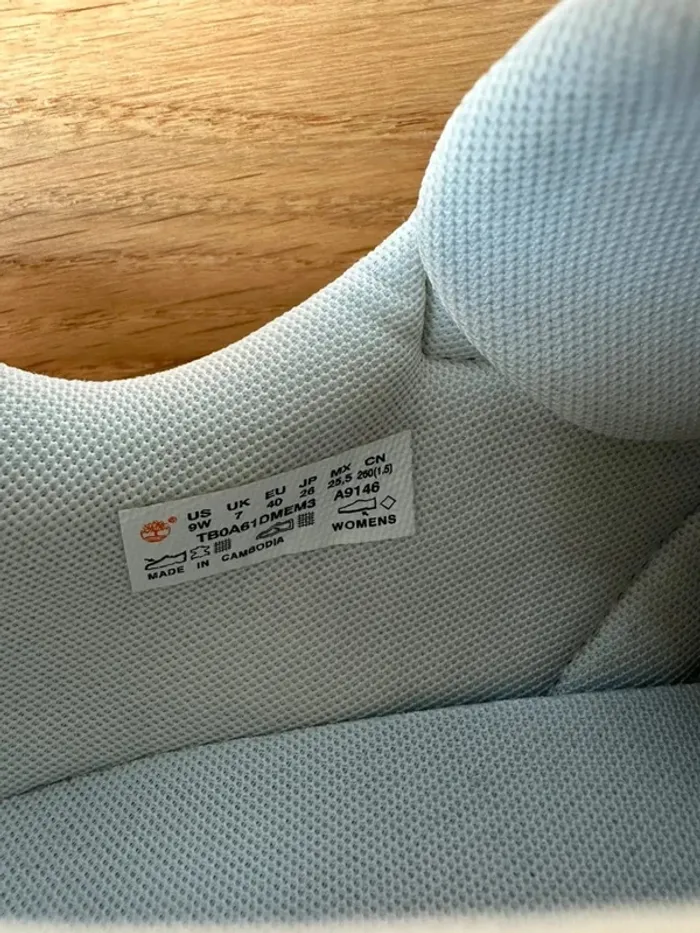 US UK EU JP MX CN
9W 7 40 26 25,5 260(1.5)
TB0A61DMEM3 A9146
WOMENS
MADE IN CAMBODIA